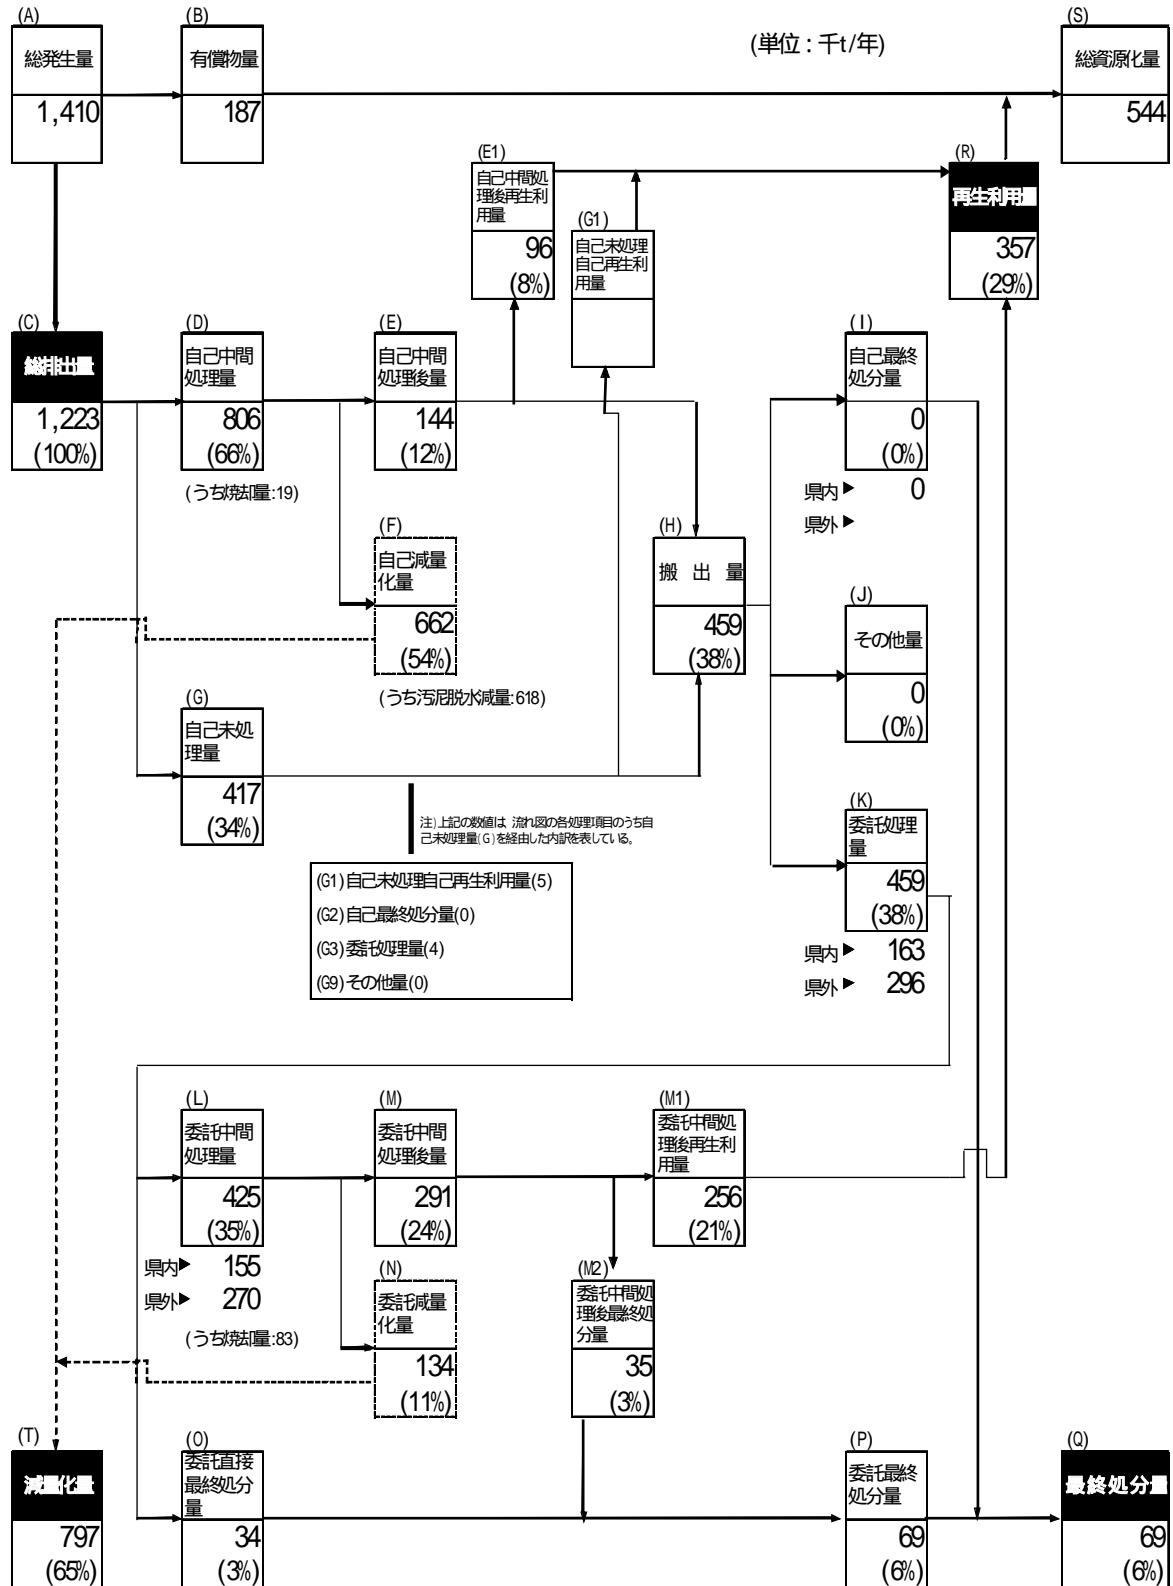 (A)
総発生量
1,410
(B)
有償物量
187
(単位：千t/年)
(S)
総資源化量
544
(E1)
自己中間処
理後再生利
用量
96
(8%)
(G1)
自己未処理
自己再生利
用量
(R)
再生利用量
357
(29%)
(C)
総排出量
1,223
(100%)
(D)
自己中間
処理量
806
(66%)
(うち焼却量:19)
(E)
自己中間
処理後量
144
(12%)
(F)
自己減量
化量
662
(54%)
(うち汚泥脱水減量:618)
(G)
自己未処
理量
417
(34%)
(H)
搬 出 量
459
(38%)
(I)
自己最終
処分量
0
(0%)
県内▶ 0
県外▶
(J)
その他量
0
(0%)
(K)
委託処理
量
459
(38%)
県内▶ 163
県外▶ 296
注)上記の数値は 流れ図の各処理項目のうち自
己未処理量(G)を経由した内訳を表している。
(G1)自己未処理自己再生利用量(5)
(G2)自己最終処分量(0)
(G3)委託処理量(4)
(G9)その他量(0)
(L)
委託中間
処理量
425
(35%)
県内▶ 155
県外▶ 270
(うち焼却量:83)
(M)
委託中間
処理後量
291
(24%)
(M1)
委託中間処
理後再生利
用量
256
(21%)
(N)
委託減量
化量
134
(11%)
(M2)
委託中間処
理後最終処
分量
35
(3%)
(T)
減量化量
797
(65%)
(O)
委託直接
最終処分
量
34
(3%)
(P)
委託最終
処分量
69
(6%)
(Q)
最終処分量
69
(6%)